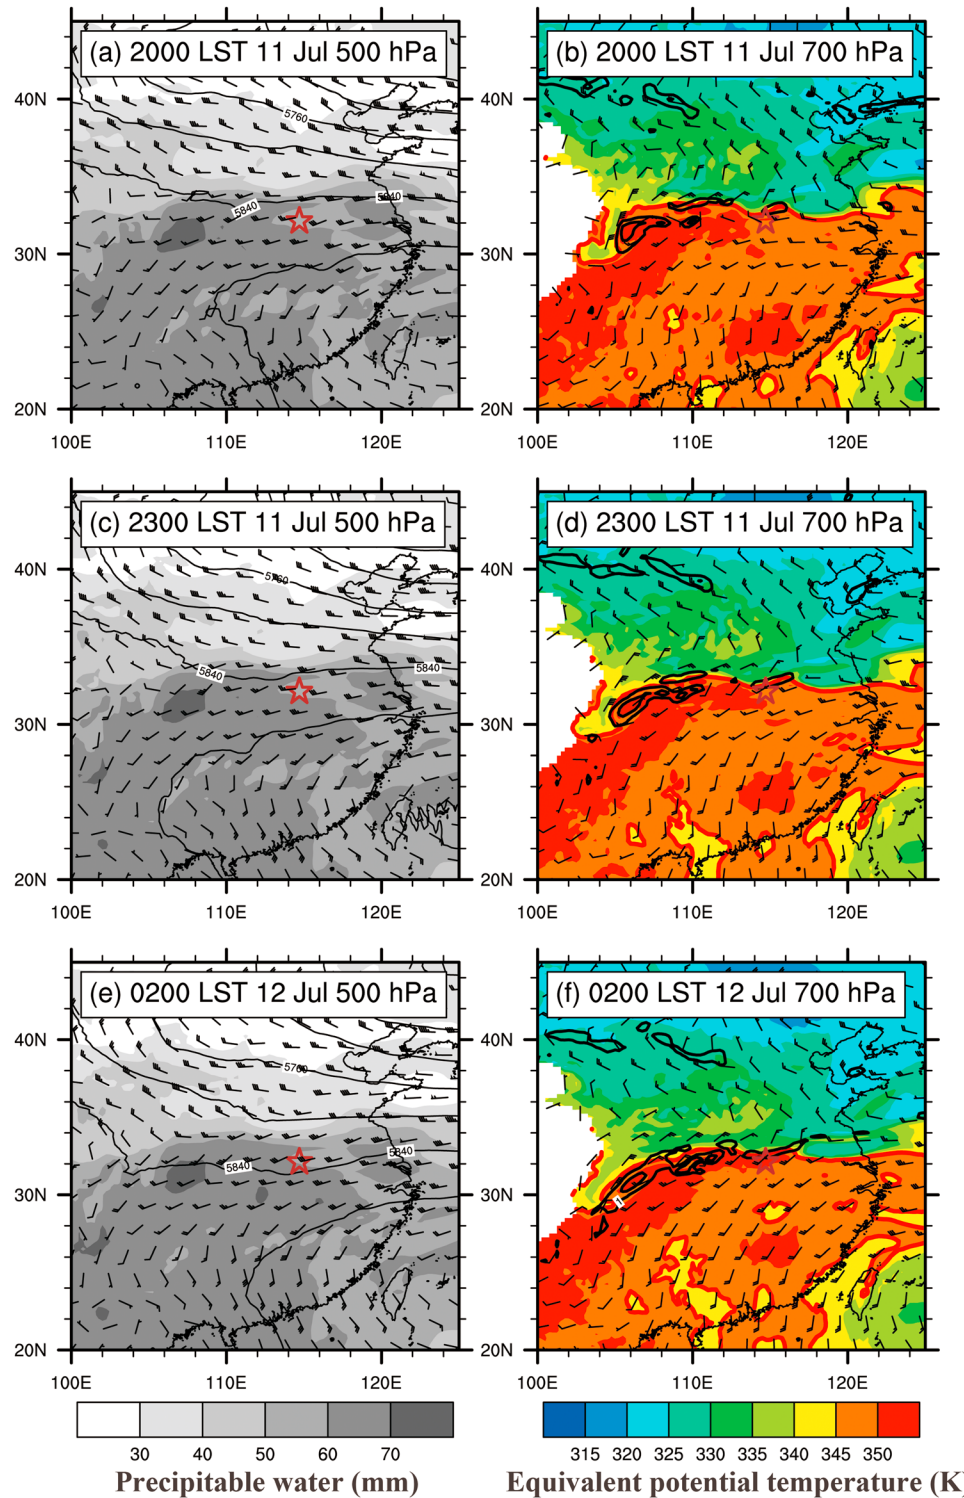 (a) 2000 LST 11 Jul 500 hPa
(b) 2000 LST 11 Jul 700 hPa
40N
5760
40N
5840
5840
30N
30N
20N
20N
100E 110E 120E
100E 110E 120E
(c) 2300 LST 11 Jul 500 hPa
(d) 2300 LST 11 Jul 700 hPa
40N
5760
40N
5840
5840
30N
30N
20N
20N
100E 110E 120E
100E 110E 120E
(e) 0200 LST 12 Jul 500 hPa
(f) 0200 LST 12 Jul 700 hPa
40N
5760
40N
5840
5840
30N
30N
1
20N
20N
100E 110E 120E
100E 110E 120E
30 40 50 60 70
315 320 325 330 335 340 345 350
Precipitable water (mm)
Equivalent potential temperature (K)